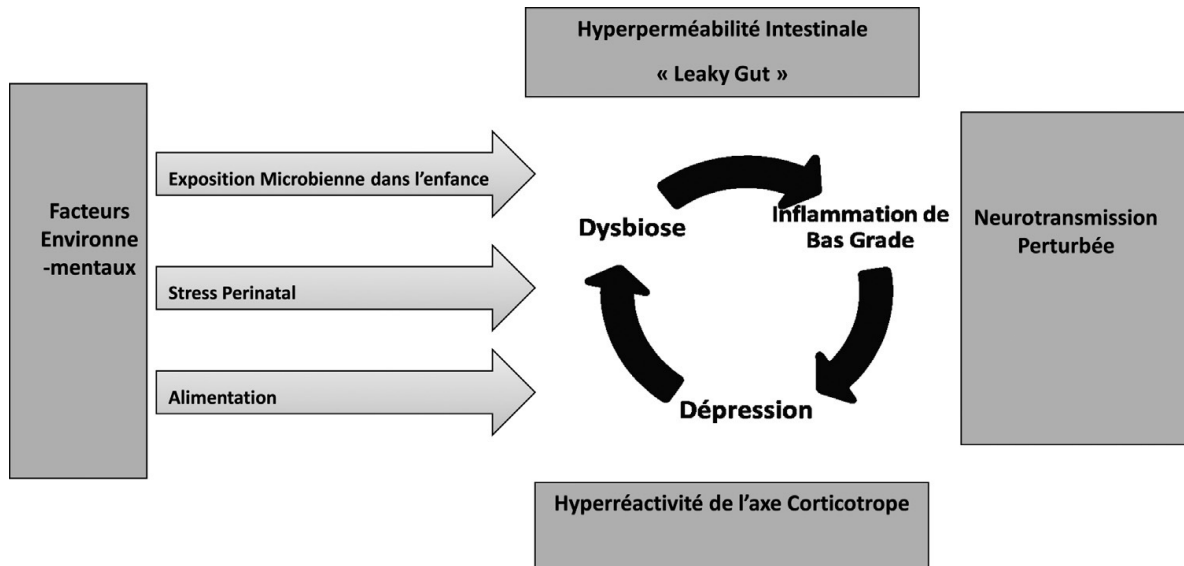 Hyperperméabilité Intestinale
« Leaky Gut »
Facteurs
Environne
-mentaux
Exposition Microbienne dans l’enfance
Stress Perinatal
Alimentation
Dysbiose
Inflammation de
Bas Grade
Dépression
Neurotransmission
Perturbée
Hyperréactivité de l’axe Corticotrope